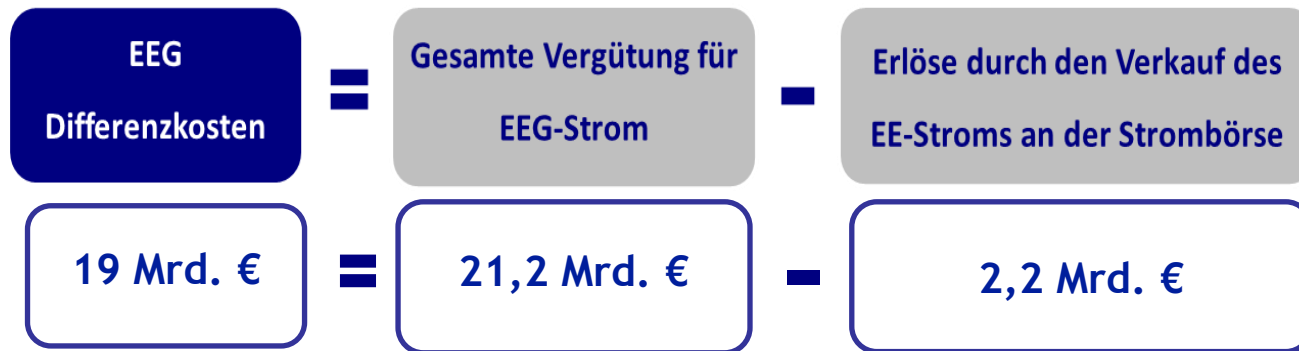 EEG
Differenzkosten
=
Gesamte Vergütung für
EEG-Strom
-
Erlöse durch den Verkauf des
EE-Stroms an der Strombörse
19 Mrd. €
=
21,2 Mrd. €
-
2,2 Mrd. €